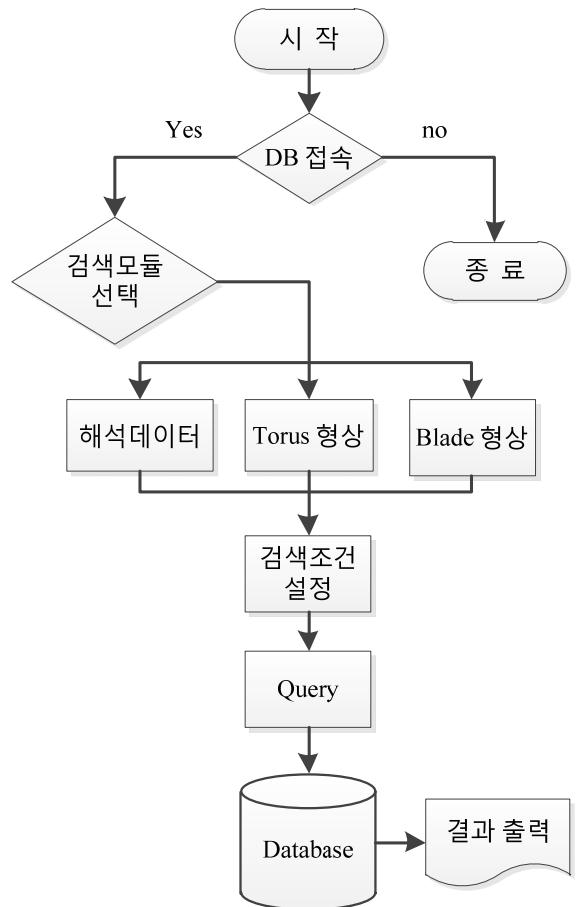 시 작
Yes
no
DB 접속
검색모듈
선택
종 료
해석데이터
Torus 형상
Blade 형상
검색조건
설정
Query
Database
결과 출력